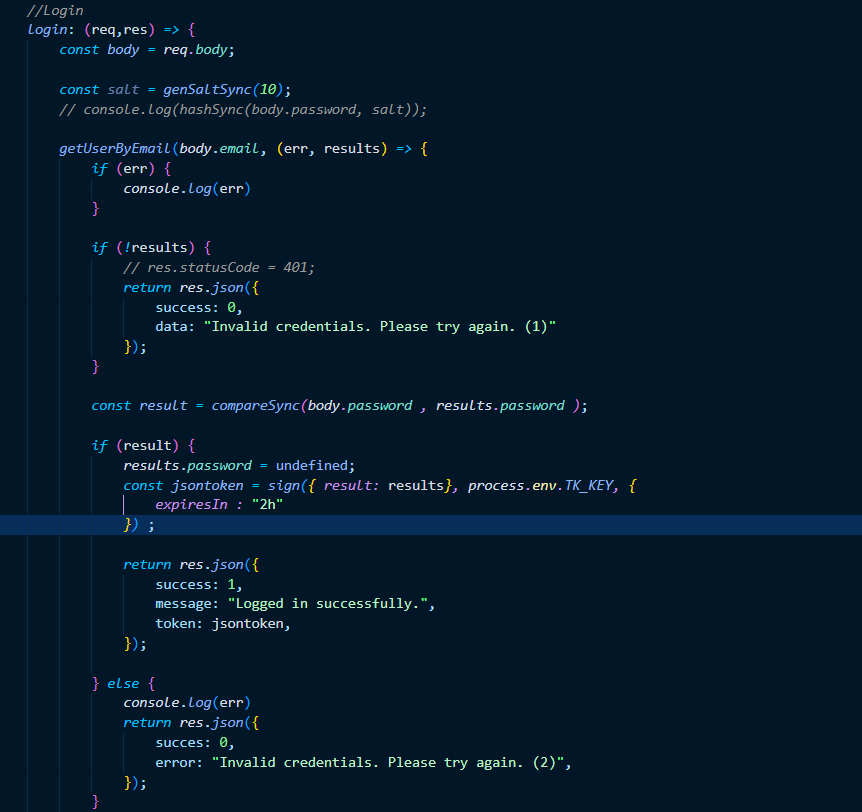 //Login
login: (req,res) => {
const body = req.body;
const salt = genSaltSync(10);
// console.log(hashSync(body.password, salt));
getUserByEmail(body.email, (err, results) => {
if (err) {
console.log(err)
}
if (!results) {
// res.statusCode = 401;
return res.json({
success: 0,
data: "Invalid credentials. Please try again. (1)"
});
}
const result = compareSync(body.password , results.password );
if (result) {
results.password = undefined;
const jsontoken = sign({ result: results}, process.env.TK_KEY, {
expiresIn : "2h"
}) ;
return res.json({
success: 1,
message: "Logged in successfully.",
token: jsontoken,
});
} else {
console.log(err)
return res.json({
succes: 0,
error: "Invalid credentials. Please try again. (2)",
});
}